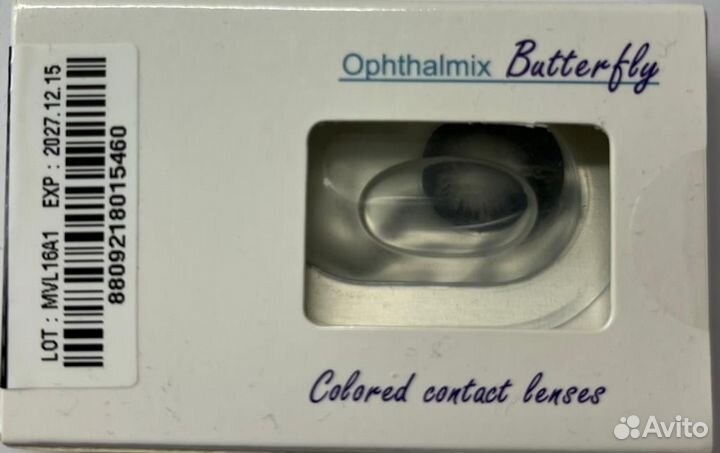 Ophthalmix Butterfly
LOT : MVL16A1 EXP : 2027.12.15
8809218015460
Colored contact lenses
Avito